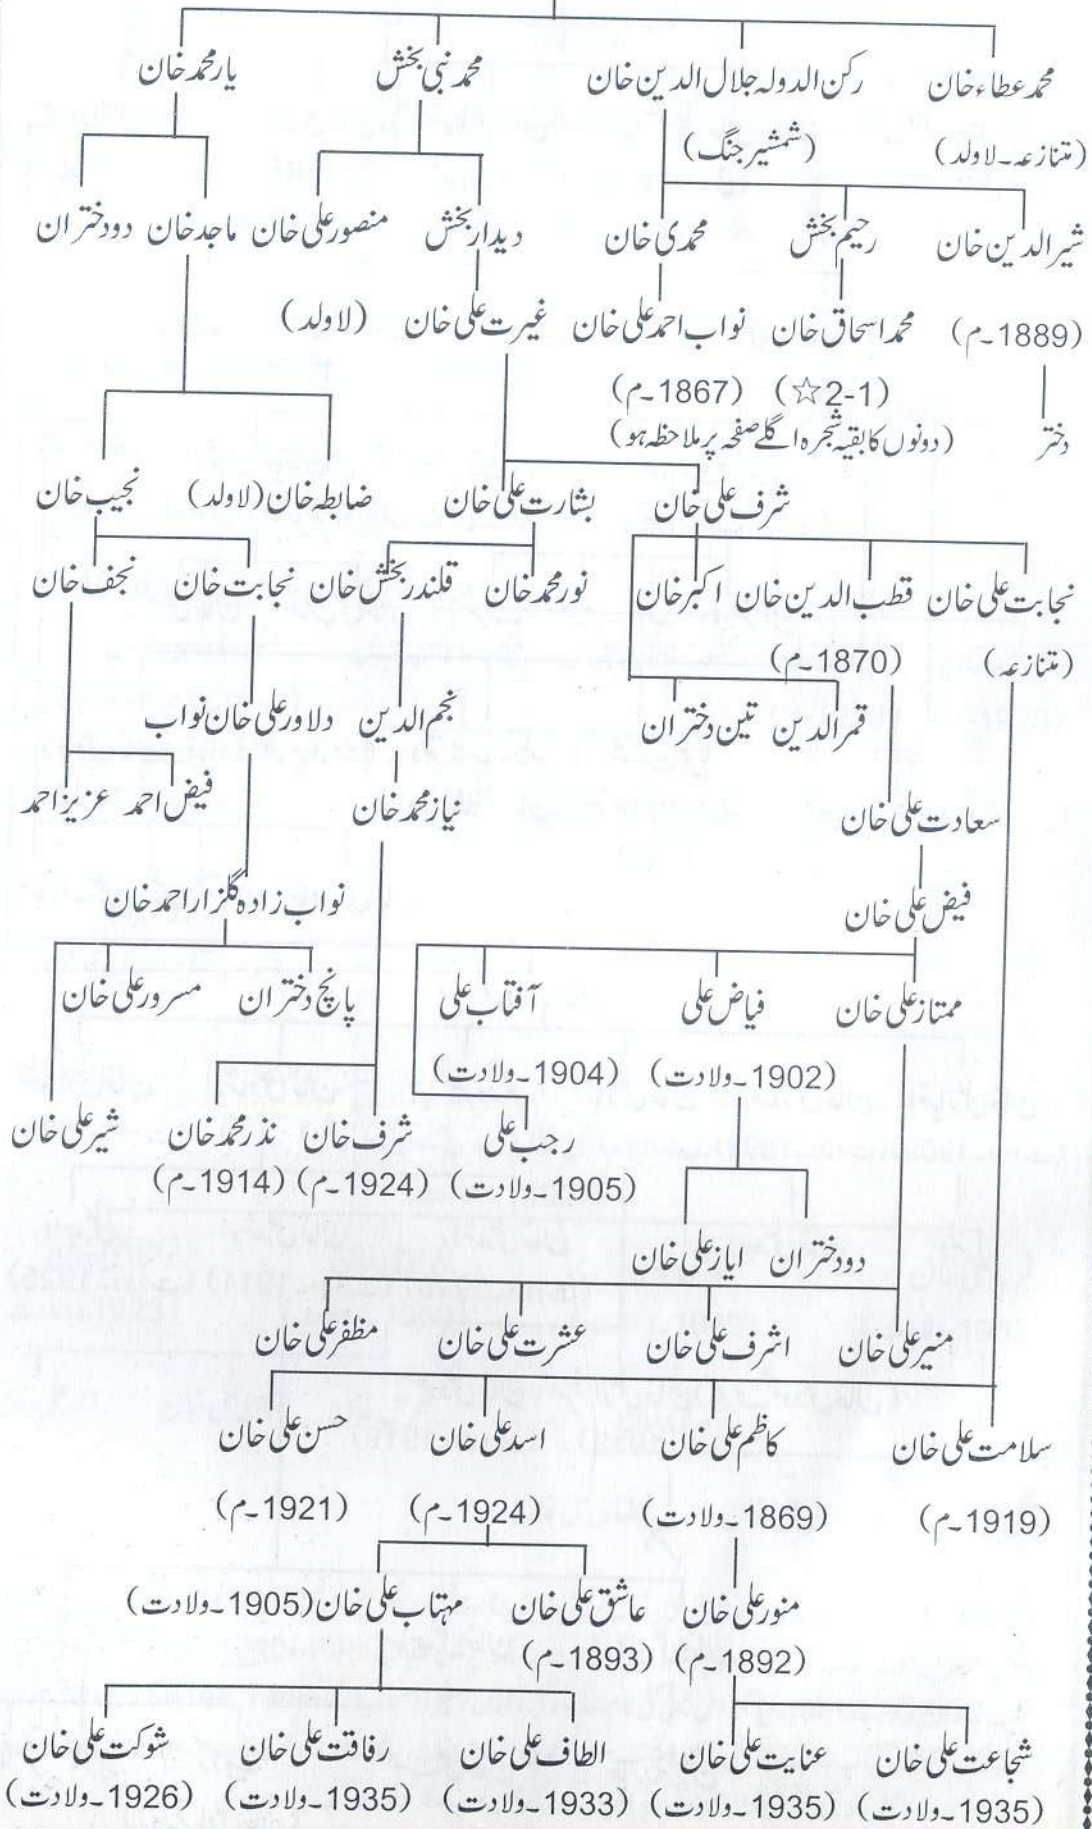 محمد عطاء خان رکن الدولہ جلال الدین خان محمد نبی بخش یار محمد خان
(متنازعہ۔لاولد) (شمشیر جنگ)
شیر الدین خان رحیم بخش محمدی خان دیدار بخش منصور علی خان ماجد خان دو دختران
(1889۔م) محمد اسحاق خان نواب احمد علی خان غیرت علی خان (لاولد)
(☆2-1) (1867۔م)
دختر (دونوں کا بقیہ شجرہ اگلے صفحہ پر ملاحظہ ہو)
شرف علی خان بشارت علی خان ضابطہ خان (لاولد) نجیب خان
نجابت علی خان قطب الدین خان اکبر خان نور محمد خان قلندر بخش خان نجابت خان نجف خان
(متنازعہ) (1870۔م)
قمر الدین تین دختران نجم الدین دلاور علی خان نواب
سعادت علی خان نیاز محمد خان فیض احمد عزیز احمد
فیض علی خان نواب زادہ گلزار احمد خان
ممتاز علی خان فیاض علی آفتاب علی پانچ دختران مسرور علی خان
(1902۔ولادت) (1904۔ولادت)
رجب علی شرف خان نذر محمد خان شیر علی خان
(1905۔ولادت) (1924۔م) (1914۔م)
دو دختران ایاز علی خان
منیر علی خان اشرف علی خان عشرت علی خان مظفر علی خان
سلامت علی خان کاظم علی خان اسد علی خان حسن علی خان
(1919۔م) (1869۔ولادت) (1924۔م) (1921۔م)
منور علی خان عاشق علی خان مہتاب علی خان (1905۔ولادت)
(1892۔م) (1893۔م)
شجاعت علی خان عنایت علی خان الطاف علی خان رفاقت علی خان شوکت علی خان
(1935۔ولادت) (1935۔ولادت) (1933۔ولادت) (1935۔ولادت) (1926۔ولادت)